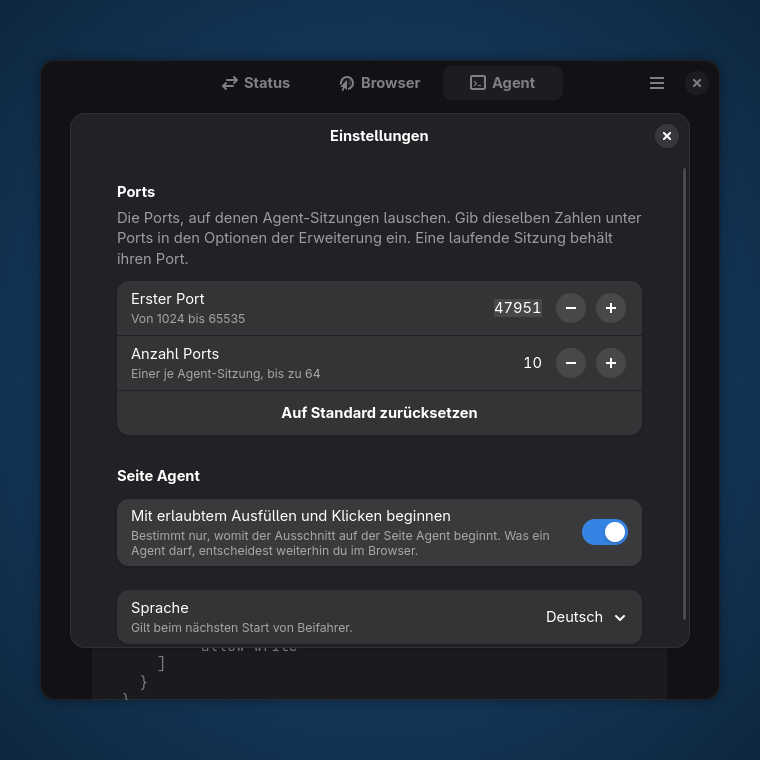 Status
Browser
Agent
Einstellungen
Ports
Die Ports, auf denen Agent-Sitzungen lauschen. Gib dieselben Zahlen unter
Ports in den Optionen der Erweiterung ein. Eine laufende Sitzung behält
ihren Port.
Erster Port
Von 1024 bis 65535
47951
Anzahl Ports
Einer je Agent-Sitzung, bis zu 64
10
Auf Standard zurücksetzen
Seite Agent
Mit erlaubtem Ausfüllen und Klicken beginnen
Bestimmt nur, womit der Ausschnitt auf der Seite Agent beginnt. Was ein
Agent darf, entscheidest weiterhin du im Browser.
Sprache
Gilt beim nächsten Start von Beifahrer.
Deutsch
]
}
}